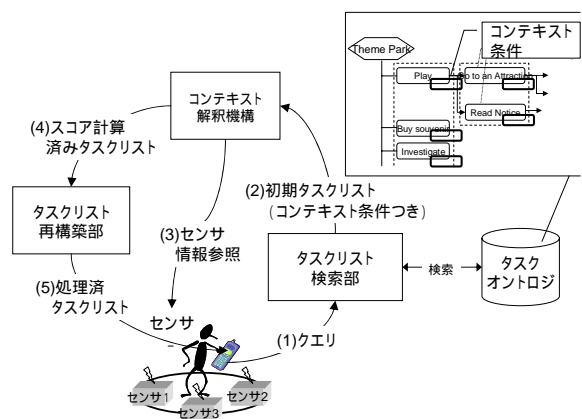 コンテキスト
条件
Theme Park
Play
Go to an Attraction
Read Notice
Buy souvenir
Investigate
コンテキスト
解釈機構
(4)スコア計算
済みタスクリスト
(2)初期タスクリスト
(コンテキスト条件つき)
タスクリスト
再構築部
(3)センサ
情報参照
タスクリスト
検索部
検索
タスク
オントロジ
(5)処理済
タスクリスト
センサ
(1)クエリ
センサ1
センサ2
センサ3